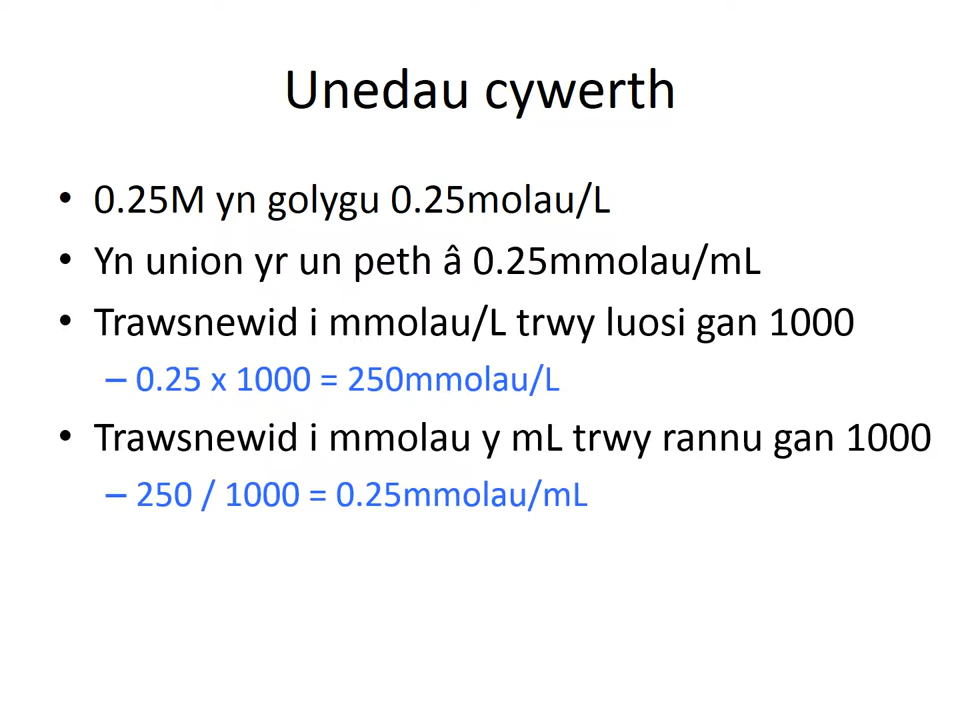 Unedau cywerth
• 0.25M yn golygu 0.25molau/L
• Yn union yr un peth â 0.25mmolau/mL
• Trawsnewid i mmolau/L trwy luosi gan 1000
– 0.25 x 1000 = 250mmolau/L
• Trawsnewid i mmolau y mL trwy rannu gan 1000
– 250 / 1000 = 0.25mmolau/mL